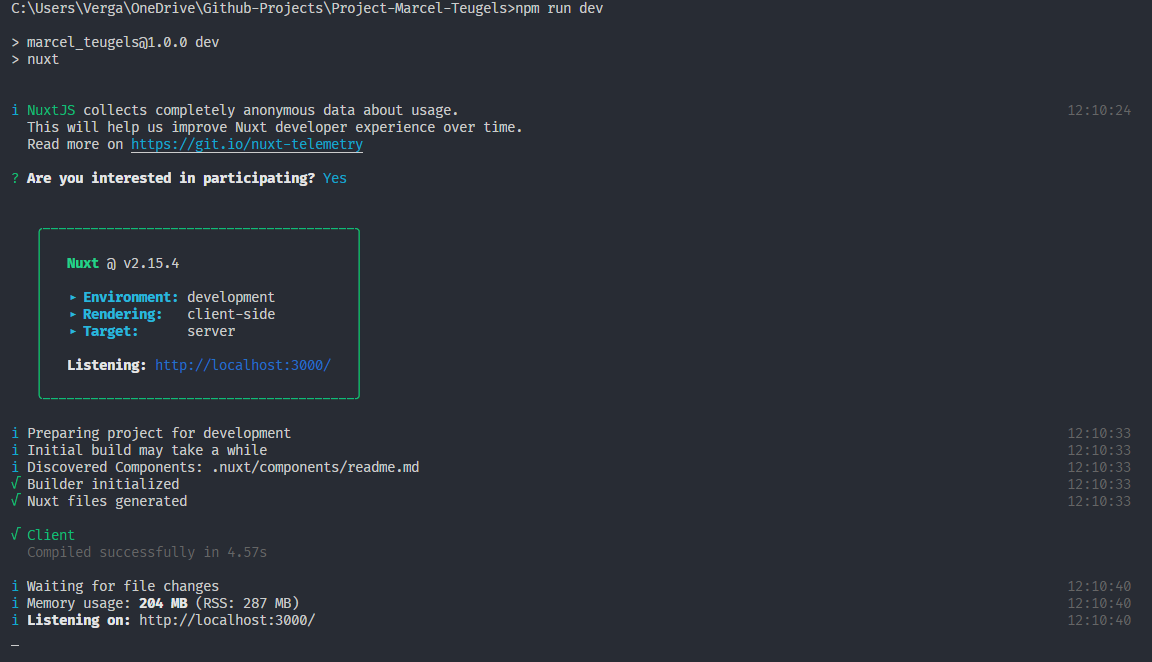 C:\Users\Verga\OneDrive\Github-Projects\Project-Marcel-Teugels>npm run dev
> marcel_teugels@1.0.0 dev
> nuxt
i NuxtJS collects completely anonymous data about usage. 12:10:24
This will help us improve Nuxt developer experience over time.
Read more on https://git.io/nuxt-telemetry
? Are you interested in participating? Yes
Nuxt @ v2.15.4
▸ Environment: development
▸ Rendering: client-side
▸ Target: server
Listening: http://localhost:3000/
i Preparing project for development 12:10:33
i Initial build may take a while 12:10:33
i Discovered Components: .nuxt/components/readme.md 12:10:33
√ Builder initialized 12:10:33
√ Nuxt files generated 12:10:33
√ Client
Compiled successfully in 4.57s
i Waiting for file changes 12:10:40
i Memory usage: 204 MB (RSS: 287 MB) 12:10:40
i Listening on: http://localhost:3000/ 12:10:40
_